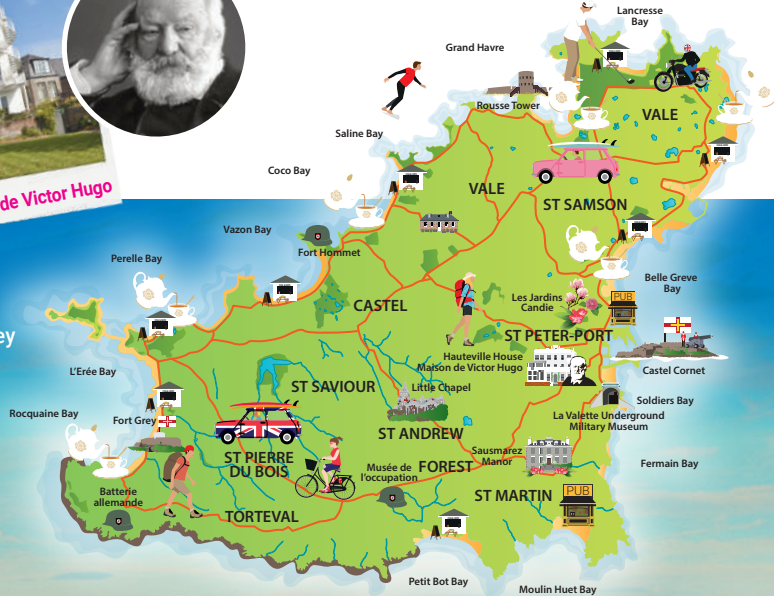 de Victor Hugo
Lancresse
Bay
Grand Havre
Rousse Tower
VALE
Saline Bay
Coco Bay
VALE
ST SAMSON
Vazon Bay
Fort Hommet
Perelle Bay
Belle Greve
Bay
Les Jardins
Candie
PUB
CASTEL
ey
ST PETER-PORT
Hauteville House
Maison de Victor Hugo
Castel Cornet
L'Erée Bay
ST SAVIOUR
Little Chapel
Soldiers Bay
Rocquaine Bay
Fort Grey
La Valette Underground
Military Museum
ST ANDREW
Sausmarez
Manor
ST PIERRE
DU BOIS
Musée de
l'occupation
FOREST
Fermain Bay
Batterie
allemande
ST MARTIN
PUB
TORTEVAL
Petit Bot Bay
Moulin Huet Bay